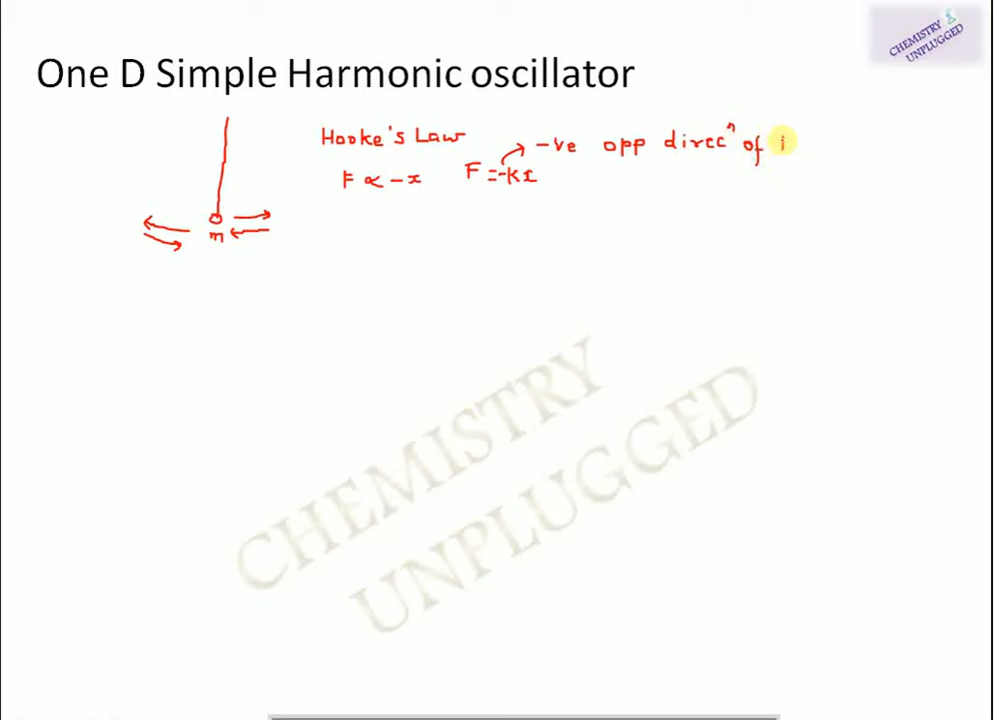 CHEMISTRY
UNPLUGGED
One D Simple Harmonic oscillator
Hooke's Law
F ∝ -x F = -kx → -ve opp direcⁿ of i
m
CHEMISTRY
UNPLUGGED